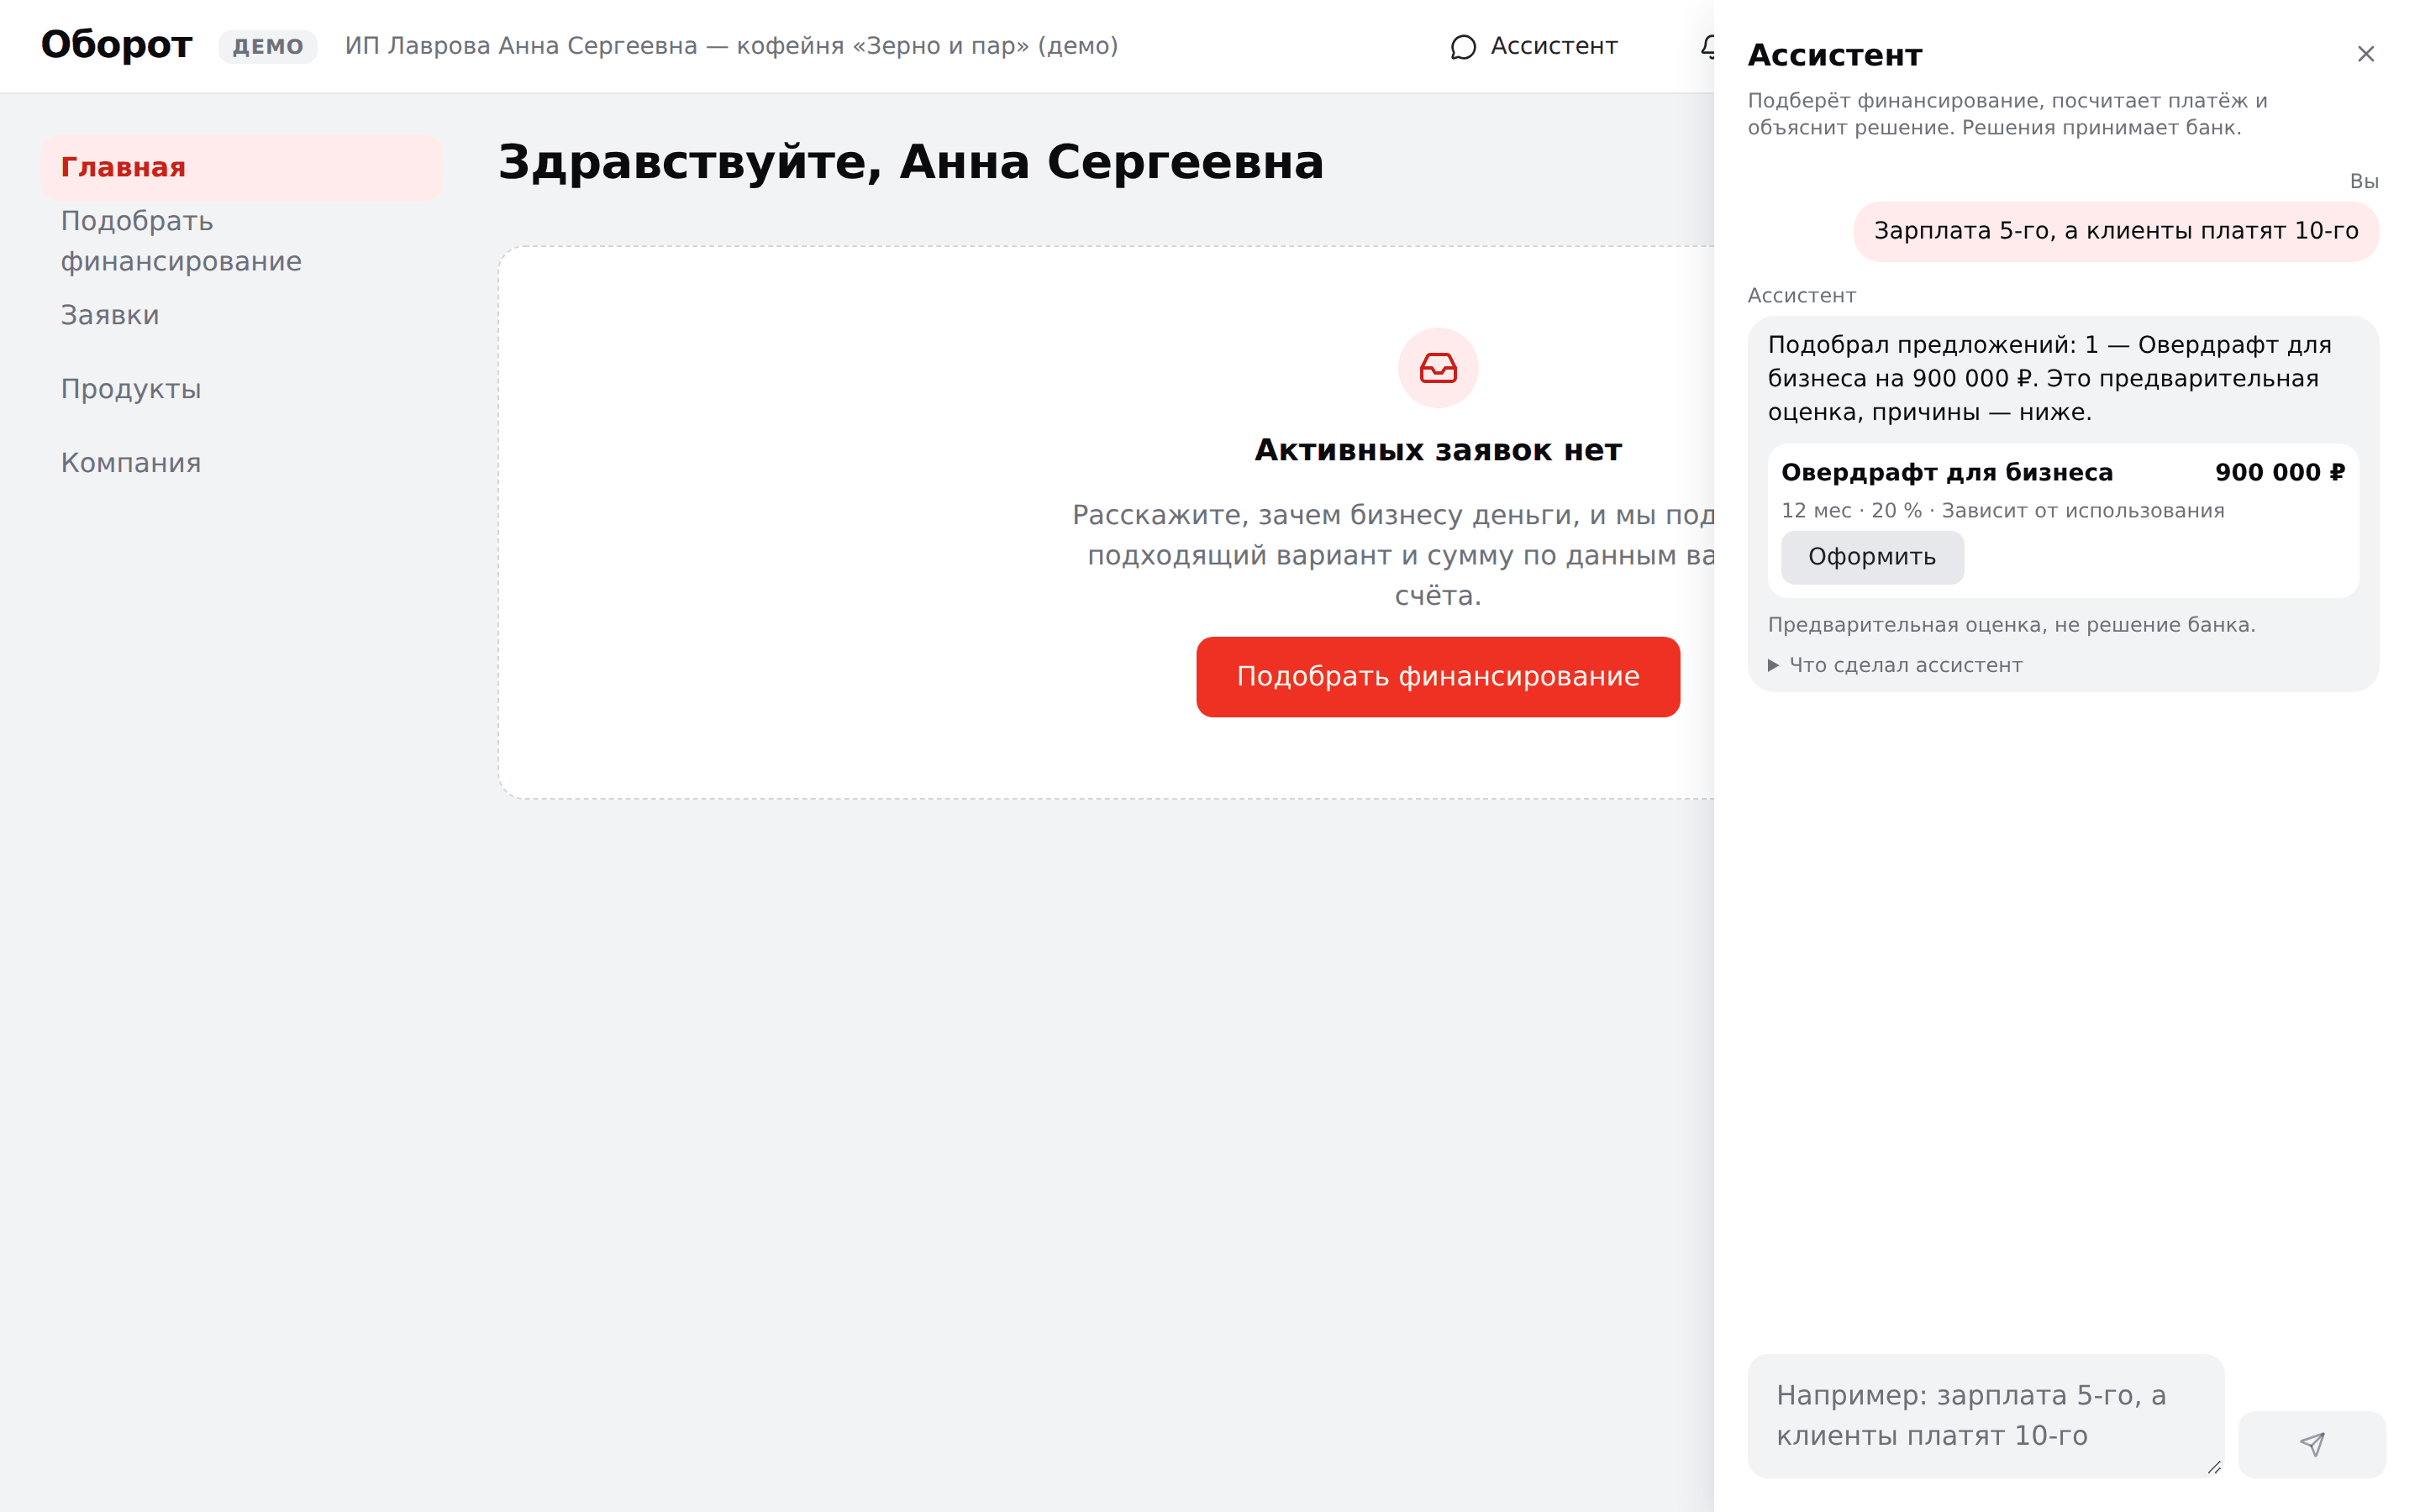 Оборот
ДЕМО
ИП Лаврова Анна Сергеевна — кофейня «Зерно и пар» (демо)
Ассистент
Главная
Подобрать
финансирование
Заявки
Продукты
Компания
Здравствуйте, Анна Сергеевна
Активных заявок нет
Расскажите, зачем бизнесу деньги, и мы под
подходящий вариант и сумму по данным ва
счёта.
Подобрать финансирование
Ассистент
Подберёт финансирование, посчитает платёж и
объяснит решение. Решения принимает банк.
Вы
Зарплата 5-го, а клиенты платят 10-го
Ассистент
Подобрал предложений: 1 — Овердрафт для
бизнеса на 900 000 ₽. Это предварительная
оценка, причины — ниже.
Овердрафт для бизнеса 900 000 ₽
12 мес · 20 % · Зависит от использования
Оформить
Предварительная оценка, не решение банка.
Что сделал ассистент
Например: зарплата 5-го, а
клиенты платят 10-го